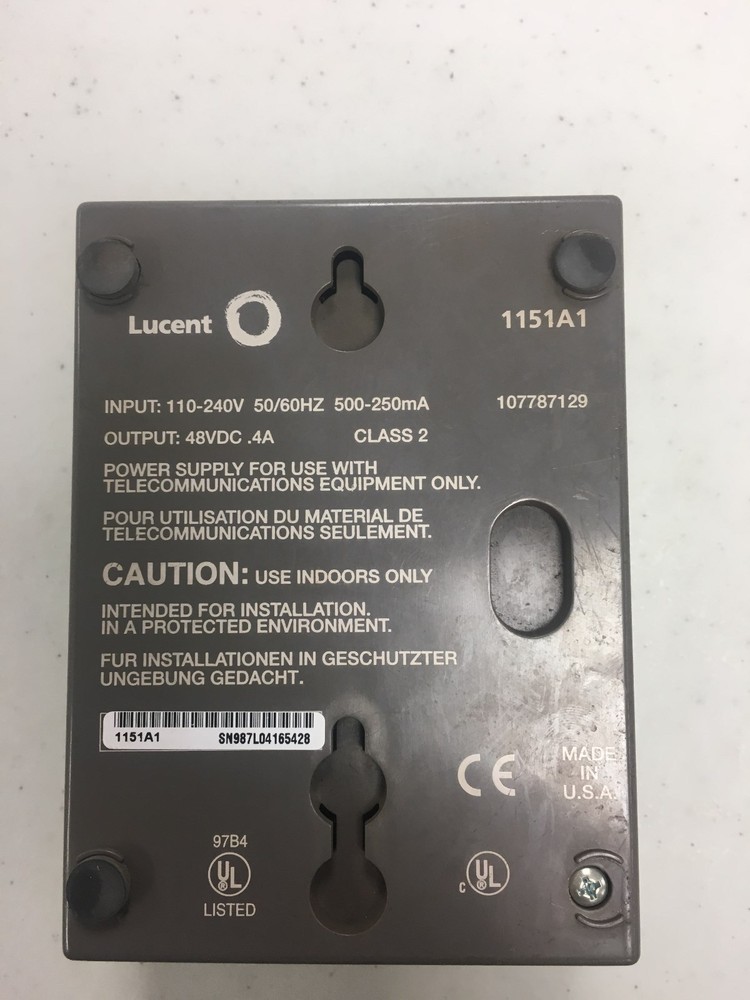 Lucent
1151A1
INPUT: 110-240V 50/60HZ 500-250mA
107787129
OUTPUT: 48VDC .4A CLASS 2
POWER SUPPLY FOR USE WITH
TELECOMMUNICATIONS EQUIPMENT ONLY.
POUR UTILISATION DU MATERIAL DE
TELECOMMUNICATIONS SEULEMENT.
CAUTION: USE INDOORS ONLY
INTENDED FOR INSTALLATION.
IN A PROTECTED ENVIRONMENT.
FUR INSTALLATIONEN IN GESCHUTZTER
UNGEBUNG GEDACHT.
1151A1 SN987L04165428
CE
MADE
IN
U.S.A.
97B4
UL ®
LISTED
C UL ®